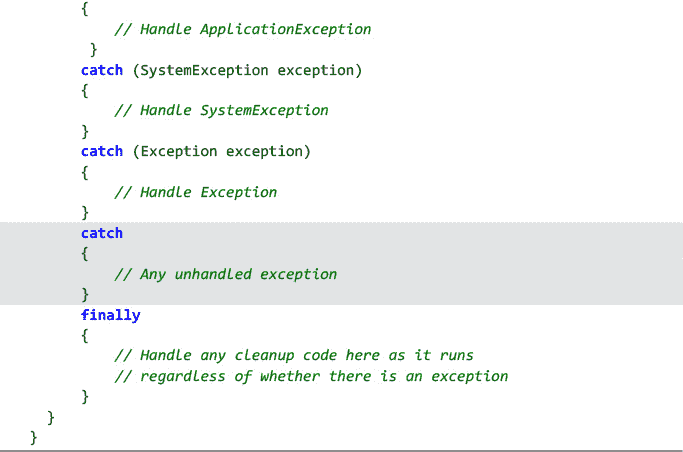 {
// Handle ApplicationException
}
catch (SystemException exception)
{
// Handle SystemException
}
catch (Exception exception)
{
// Handle Exception
}
catch
{
// Any unhandled exception
}
finally
{
// Handle any cleanup code here as it runs
// regardless of whether there is an exception
}
}
}